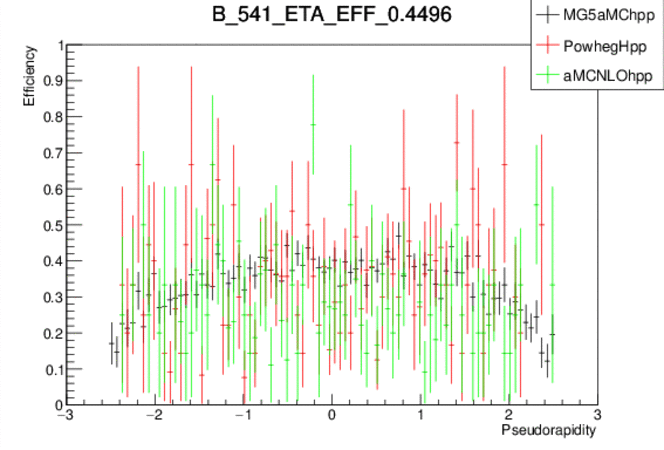 B_541_ETA_EFF_0.4496
MG5aMChpp
PowhegHpp
aMCNLOhpp
Efficiency
1
0.9
0.8
0.7
0.6
0.5
0.4
0.3
0.2
0.1
0
−3 −2 −1 0 1 2 3
Pseudorapidity